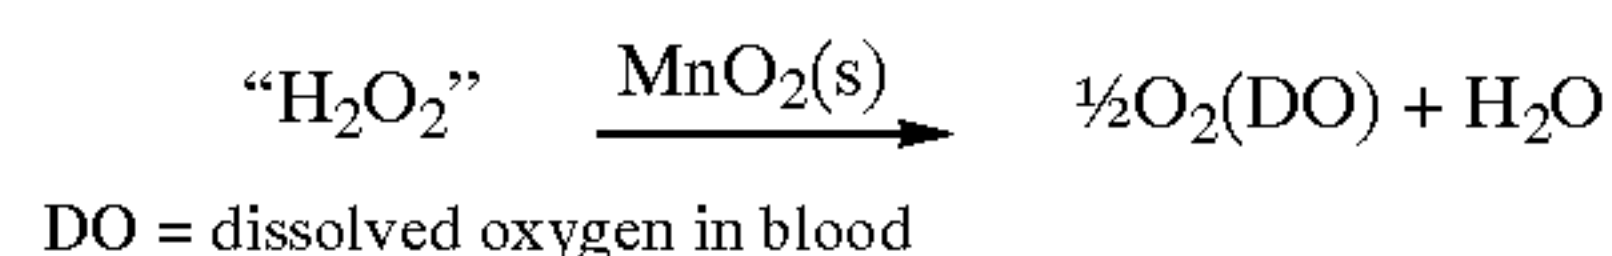 “H₂O₂” MnO₂(s) ½O₂(DO) + H₂O
DO = dissolved oxygen in blood